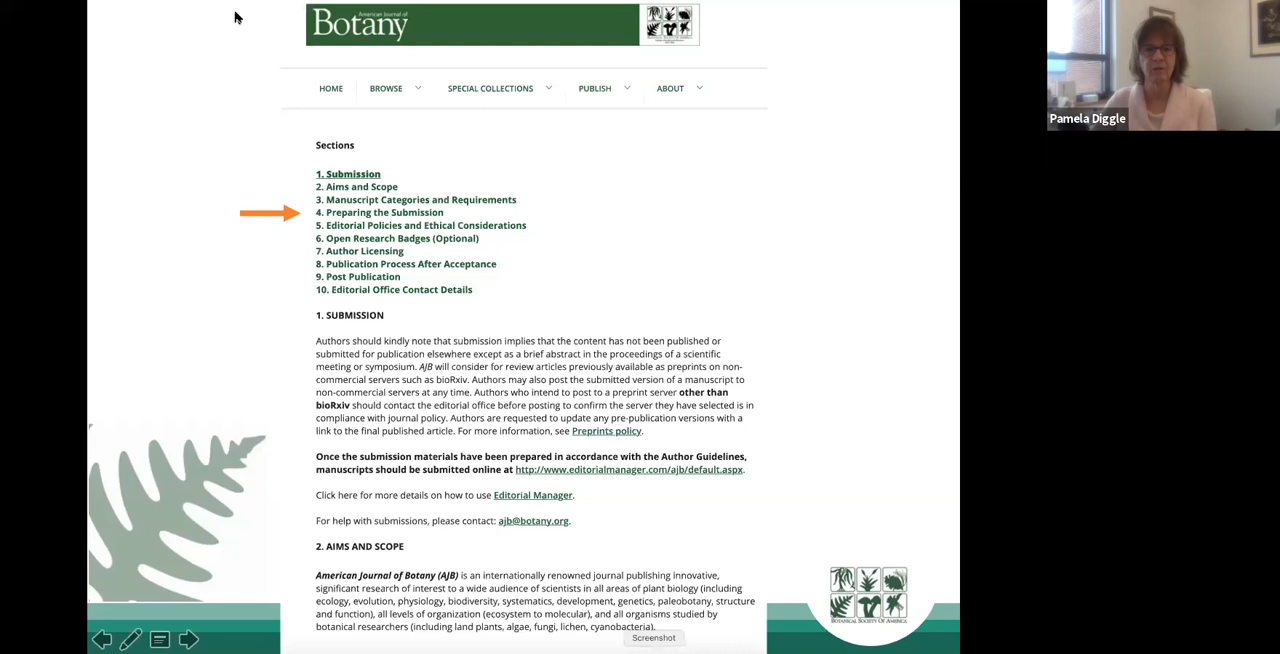 American Journal of
Botany
HOME BROWSE SPECIAL COLLECTIONS PUBLISH ABOUT
Pamela Diggle
Sections
1. Submission
2. Aims and Scope
3. Manuscript Categories and Requirements
4. Preparing the Submission
5. Editorial Policies and Ethical Considerations
6. Open Research Badges (Optional)
7. Author Licensing
8. Publication Process After Acceptance
9. Post Publication
10. Editorial Office Contact Details
1. SUBMISSION
Authors should kindly note that submission implies that the content has not been published or
submitted for publication elsewhere except as a brief abstract in the proceedings of a scientific
meeting or symposium. AJB will consider for review articles previously available as preprints on non-
commercial servers such as bioRxiv. Authors may also post the submitted version of a manuscript to
non-commercial servers at any time. Authors who intend to post to a preprint server other than
bioRxiv should contact the editorial office before posting to confirm the server they have selected is in
compliance with journal policy. Authors are requested to update any pre-publication versions with a
link to the final published article. For more information, see Preprints policy.
Once the submission materials have been prepared in accordance with the Author Guidelines,
manuscripts should be submitted online at http://www.editorialmanager.com/ajb/default.aspx.
Click here for more details on how to use Editorial Manager.
For help with submissions, please contact: ajb@botany.org.
2. AIMS AND SCOPE
American Journal of Botany (AJB) is an internationally renowned journal publishing innovative,
significant research of interest to a wide audience of scientists in all areas of plant biology (including
ecology, evolution, physiology, biodiversity, systematics, development, genetics, paleobotany, structure
and function), all levels of organization (ecosystem to molecular), and all organisms studied by
botanical researchers (including land plants, algae, fungi, lichen, cyanobacteria).
Screenshot
BOTANICAL SOCIETY OF AMERICA